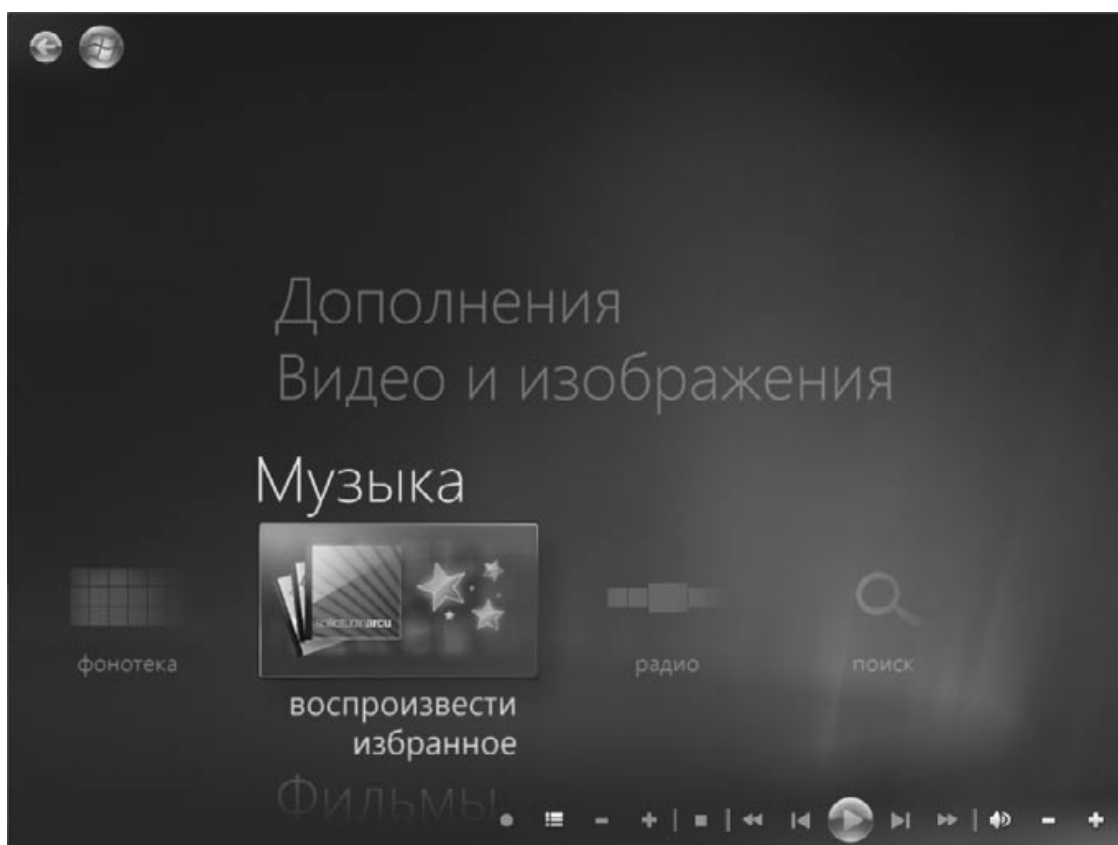 Дополнения
Видео и изображения
Музыка
фонотека
воспроизвести
избранное
радио
поиск
Фильмы